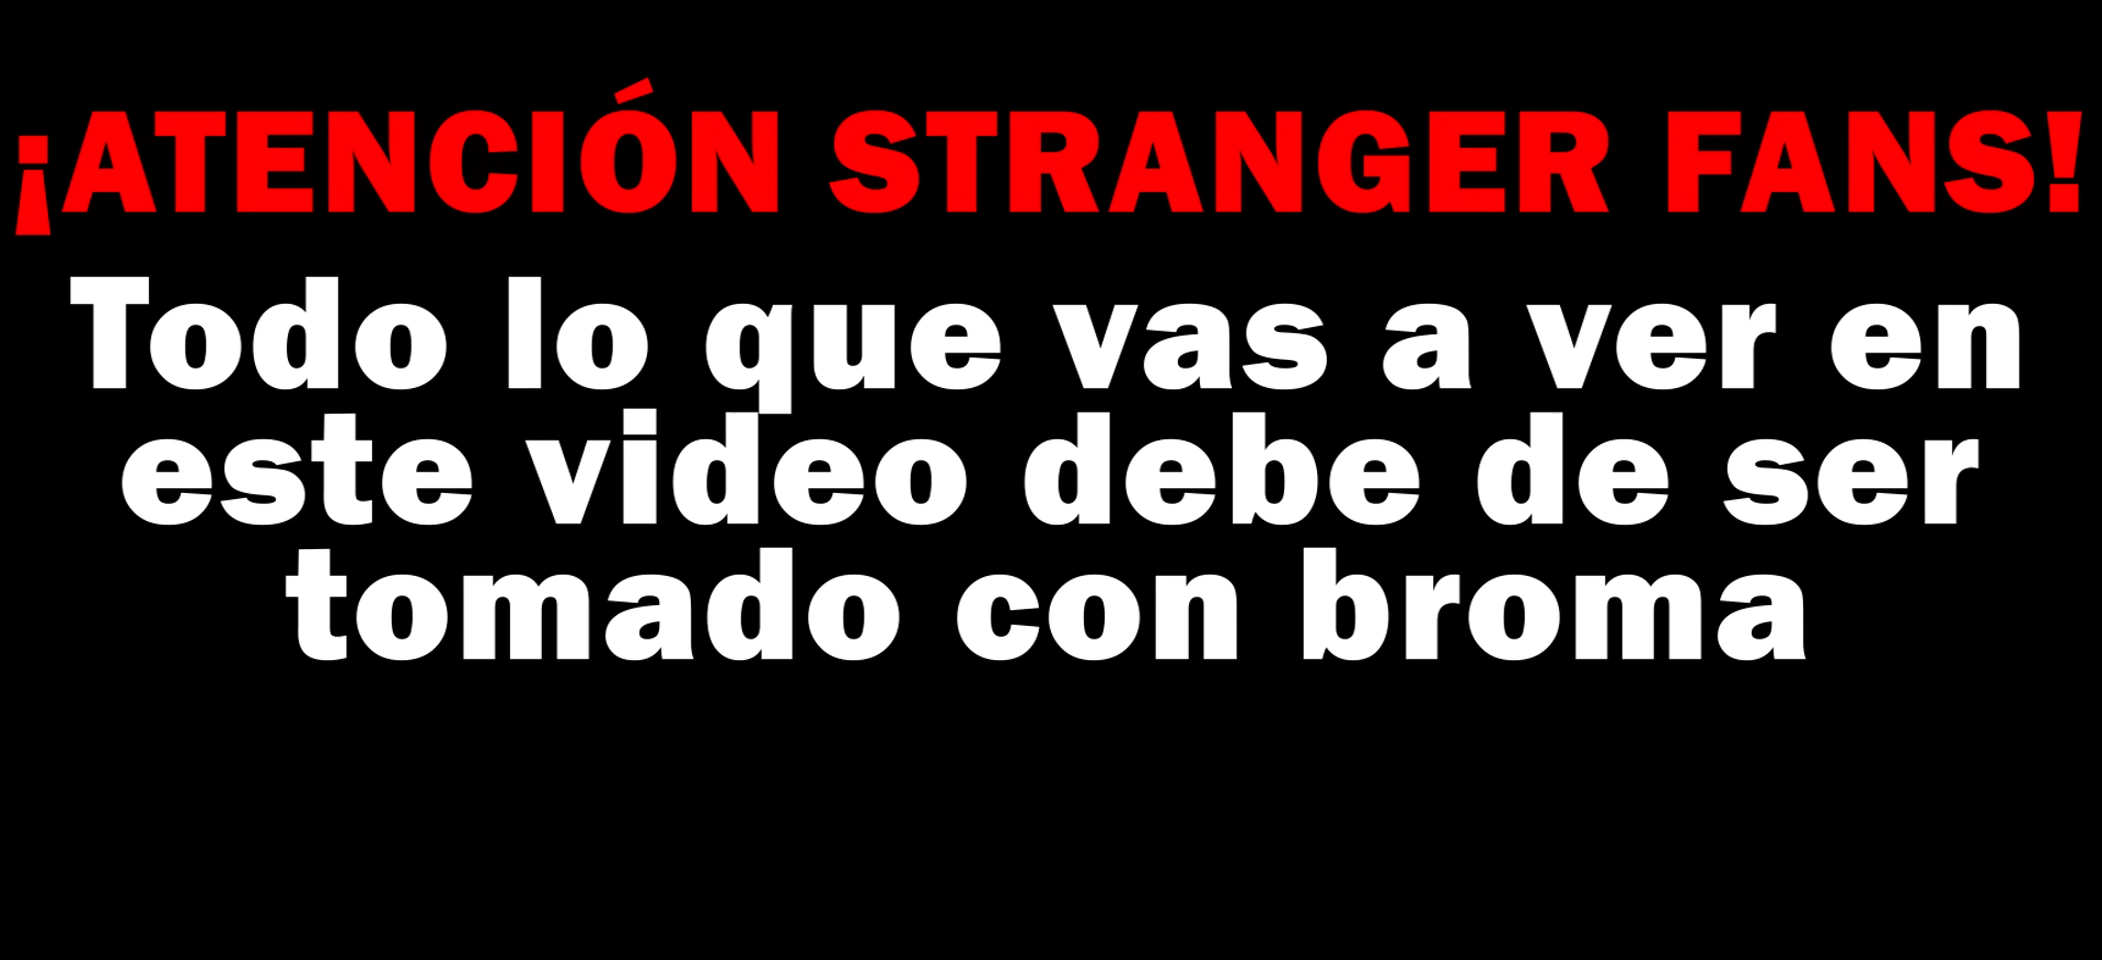 ¡ATENCIÓN STRANGER FANS!
Todo lo que vas a ver en
este video debe de ser
tomado con broma